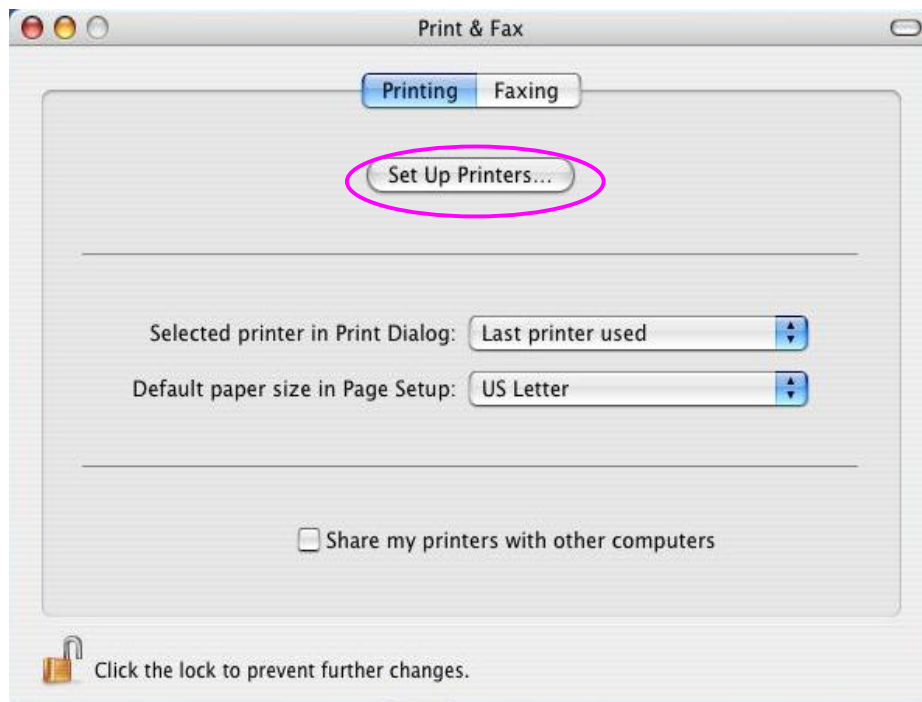 Print & Fax
Printing Faxing
Set Up Printers...
Selected printer in Print Dialog: Last printer used
Default paper size in Page Setup: US Letter
Share my printers with other computers
Click the lock to prevent further changes.